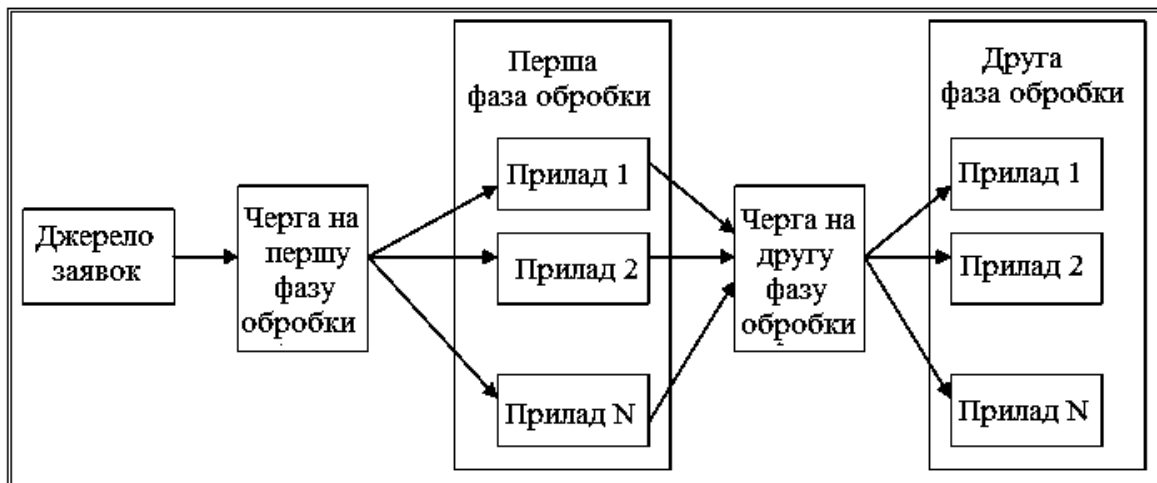 Джерело
заявок
Черга на
першу
фазу
обробки
Перша
фаза обробки
Прилад 1
Прилад 2
Прилад N
Черга на
другу
фазу
обробки
Друга
фаза обробки
Прилад 1
Прилад 2
Прилад N